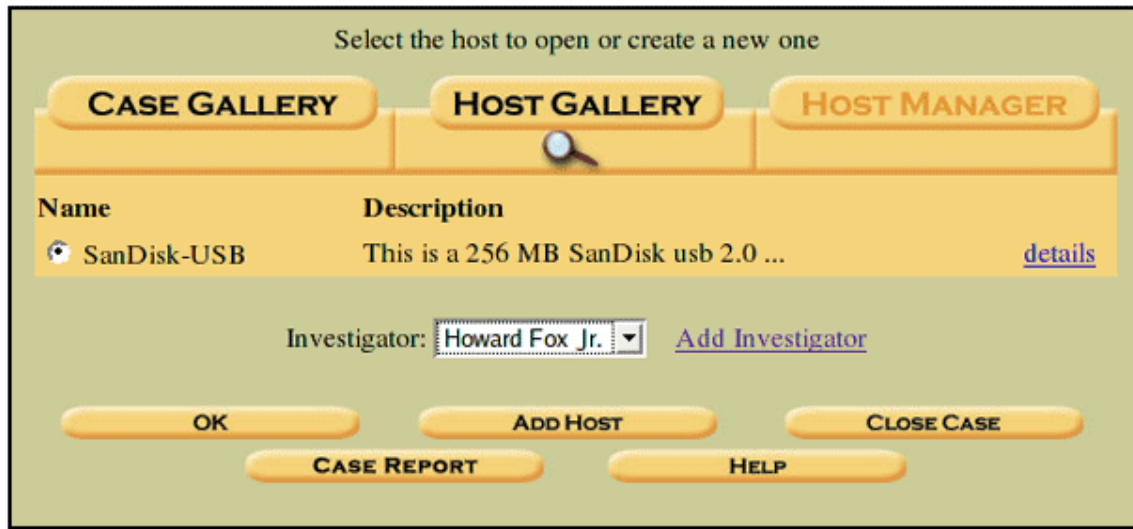 Select the host to open or create a new one
CASE GALLERY HOST GALLERY HOST MANAGER
Name Description
SanDisk-USB This is a 256 MB SanDisk usb 2.0 ... details
Investigator: Howard Fox Jr. Add Investigator
OK ADD HOST CLOSE CASE
CASE REPORT HELP